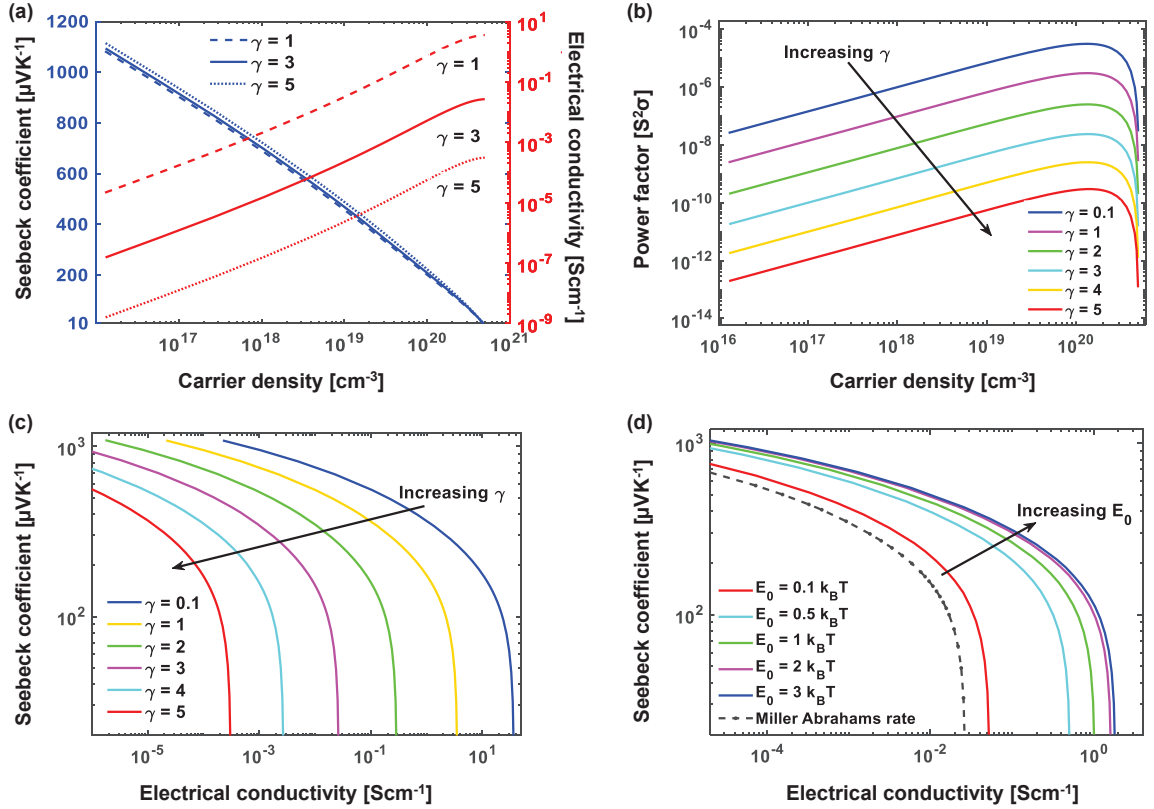 (a)
1200
1000
800
600
400
200
10
Seebeck coefficient [µVK⁻¹]
γ = 1
γ = 3
γ = 5
γ = 1
γ = 3
γ = 5
10¹
10⁻¹
10⁻³
10⁻⁵
10⁻⁷
10⁻⁹
Electrical conductivity [Scm⁻¹]
10¹⁷ 10¹⁸ 10¹⁹ 10²⁰ 10²¹
Carrier density [cm⁻³]
(b)
10⁻⁴
10⁻⁶
10⁻⁸
10⁻¹⁰
10⁻¹²
10⁻¹⁴
Power factor [S²σ]
Increasing γ
γ = 0.1
γ = 1
γ = 2
γ = 3
γ = 4
γ = 5
10¹⁶ 10¹⁷ 10¹⁸ 10¹⁹ 10²⁰
Carrier density [cm⁻³]
(c)
10³
10²
Seebeck coefficient [µVK⁻¹]
Increasing γ
γ = 0.1
γ = 1
γ = 2
γ = 3
γ = 4
γ = 5
10⁻⁵ 10⁻³ 10⁻¹ 10¹
Electrical conductivity [Scm⁻¹]
(d)
10³
10²
Seebeck coefficient [µVK⁻¹]
Increasing E₀
E₀ = 0.1 k_BT
E₀ = 0.5 k_BT
E₀ = 1 k_BT
E₀ = 2 k_BT
E₀ = 3 k_BT
Miller Abrahams rate
10⁻⁴ 10⁻² 10⁰
Electrical conductivity [Scm⁻¹]